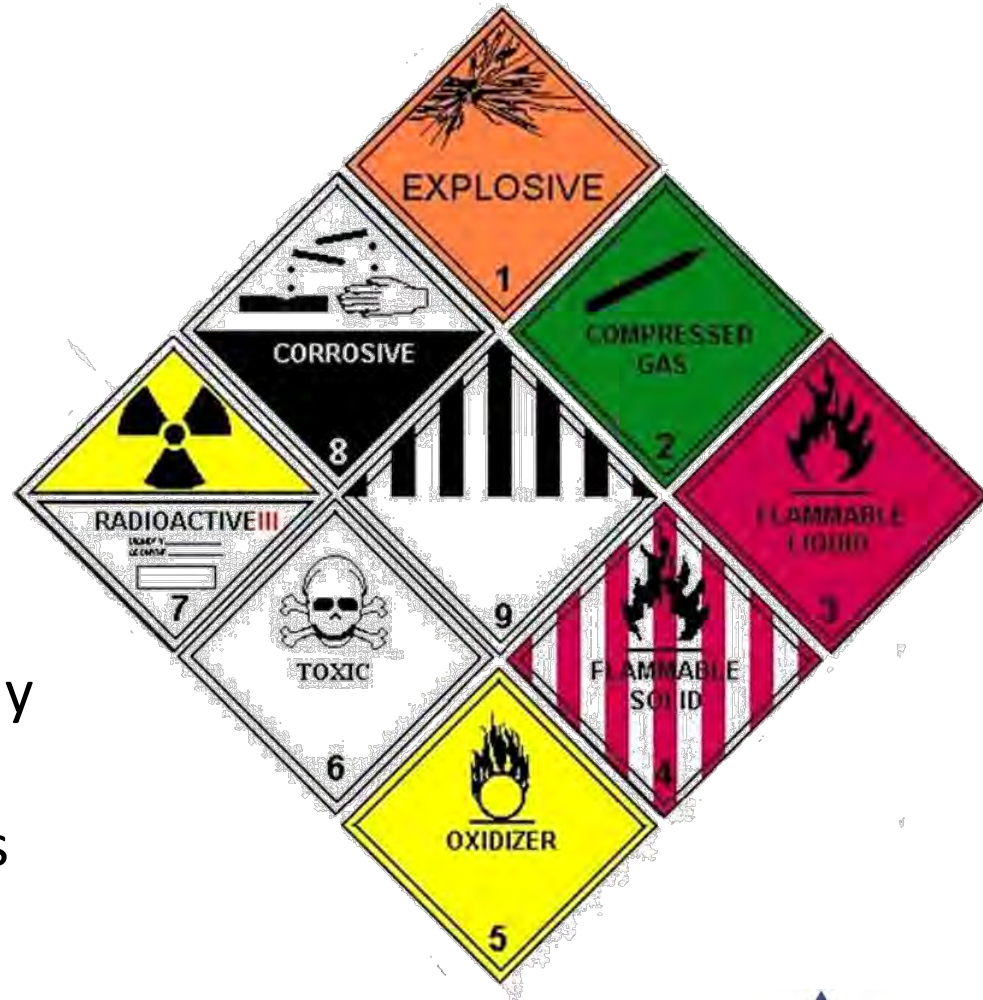 EXPLOSIVE
1
CORROSIVE
8
COMPRESSED
GAS
2
RADIOACTIVEIII
7
9
FLAMMABLE
LIQUID
3
TOXIC
6
FLAMMABLE
SOLID
4
OXIDIZER
5
y
s